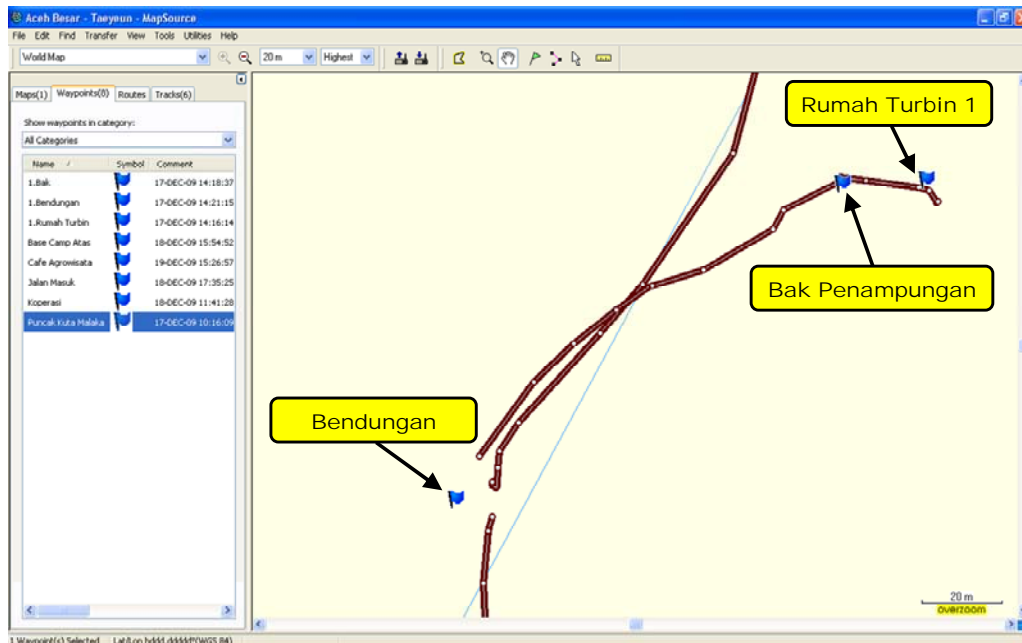 Aceh Besar - Taeyeun - MapSource
File Edit Find Transfer View Tools Utilities Help
World Map 20 m Highest
Maps(1) Waypoints(8) Routes Tracks(6)
Show waypoints in category:
All Categories
Name Symbol Comment
1.Bak 17-DEC-09 14:18:37
1.Bendungan 17-DEC-09 14:21:15
1.Rumah Turbin 17-DEC-09 14:16:14
Base Camp Atas 18-DEC-09 15:54:52
Cafe Agrowisata 19-DEC-09 15:26:57
Jalan Masuk 18-DEC-09 17:35:25
Koperasi 18-DEC-09 11:41:28
Puncak Kuta Malaka 17-DEC-09 10:16:09
Rumah Turbin 1
Bak Penampungan
Bendungan
20 m
overzoom
1 Waypoint(s) Selected Lat/Lon hddd.ddddd°(WGS 84)